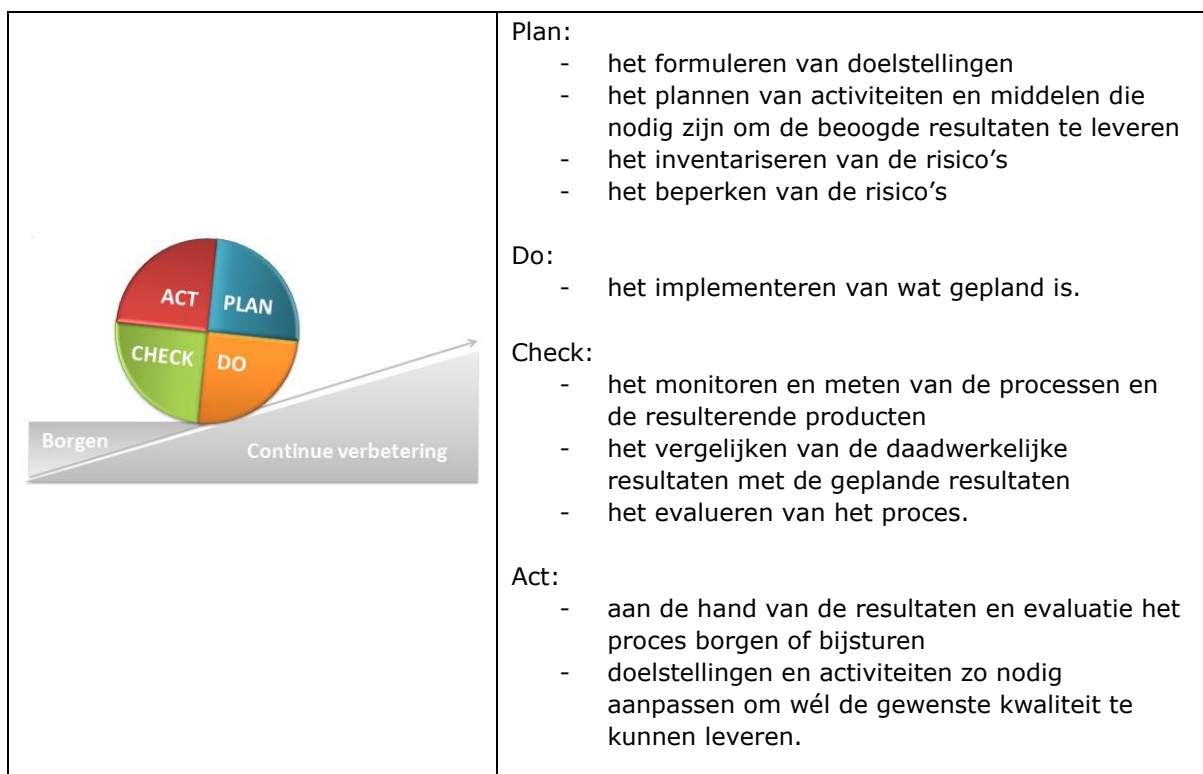 ACT
PLAN
CHECK
DO
Borgen
Continue verbetering
Plan:
- het formuleren van doelstellingen
- het plannen van activiteiten en middelen die
nodig zijn om de beoogde resultaten te leveren
- het inventariseren van de risico’s
- het beperken van de risico’s
Do:
- het implementeren van wat gepland is.
Check:
- het monitoren en meten van de processen en
de resulterende producten
- het vergelijken van de daadwerkelijke
resultaten met de geplande resultaten
- het evalueren van het proces.
Act:
- aan de hand van de resultaten en evaluatie het
proces borgen of bijsturen
- doelstellingen en activiteiten zo nodig
aanpassen om wél de gewenste kwaliteit te
kunnen leveren.